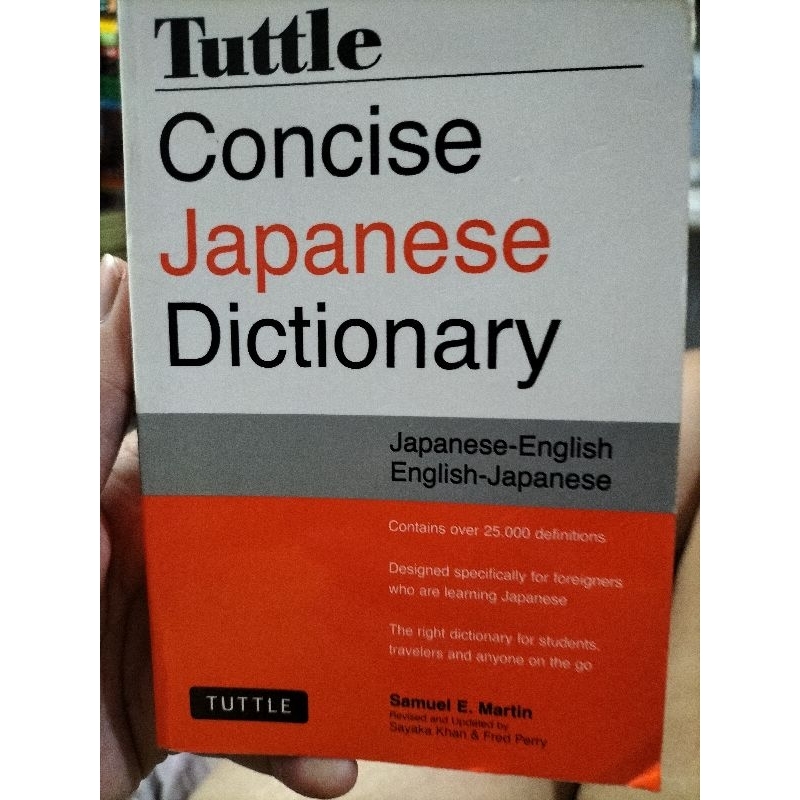 Tuttle
Concise
Japanese
Dictionary
Japanese-English
English-Japanese
Contains over 25.000 definitions
Designed specifically for foreigners
who are learning Japanese
The right dictionary for students,
travelers and anyone on the go
TUTTLE
Samuel E. Martin
Revised and Updated by
Sayaka Khan & Fred Perry